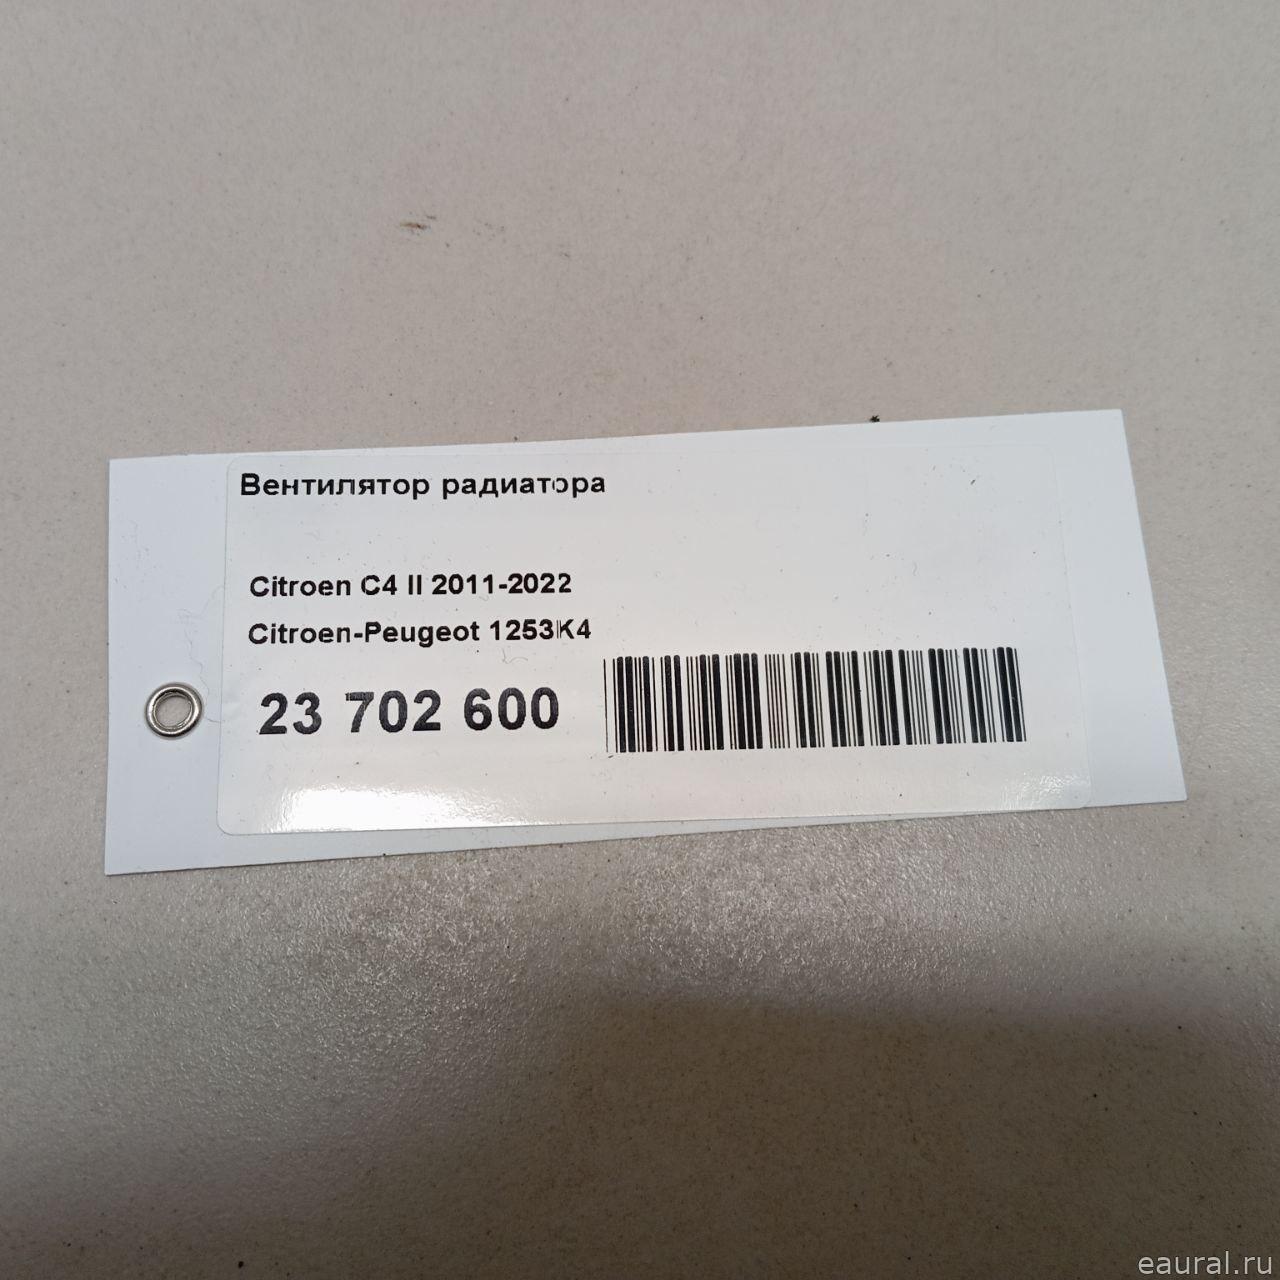 Вентилятор радиатора
Citroen C4 II 2011-2022
Citroen-Peugeot 1253K4
23 702 600
eaural.ru